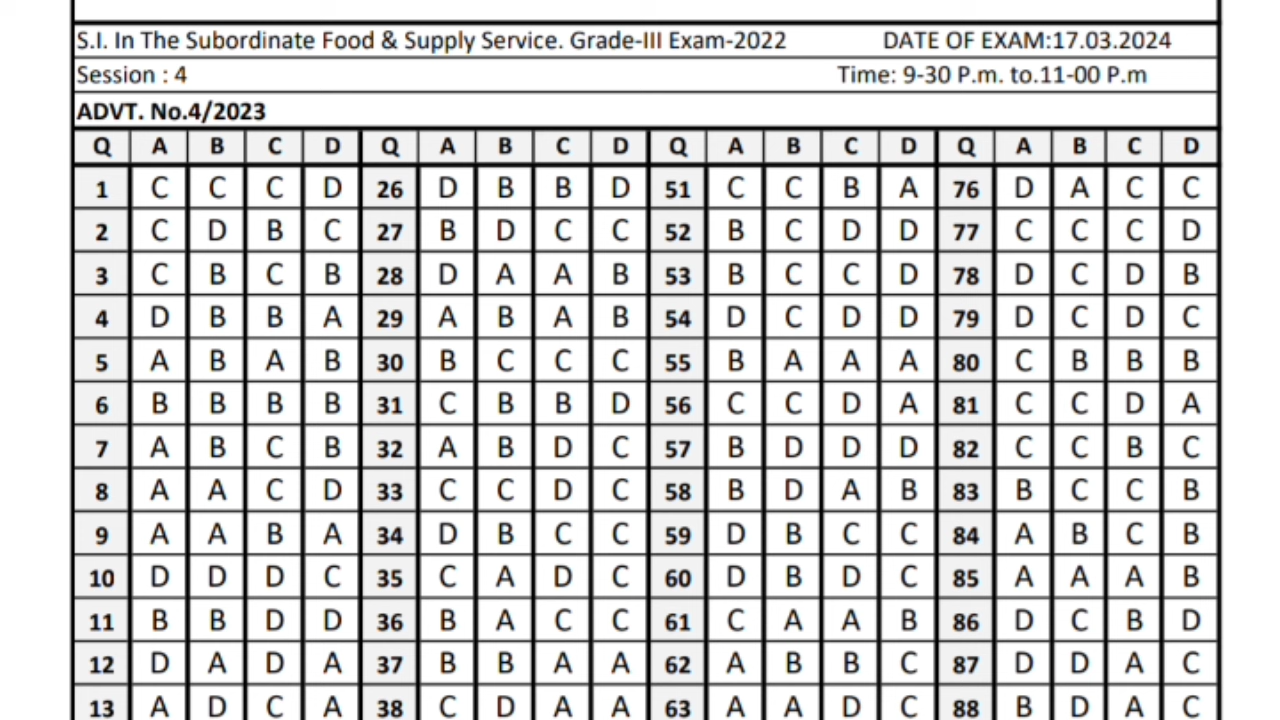 S.I. In The Subordinate Food & Supply Service. Grade-III Exam-2022 DATE OF EXAM:17.03.2024
Session : 4 Time: 9-30 P.m. to.11-00 P.m
ADVT. No.4/2023
Q A B C D Q A B C D Q A B C D Q A B C D
1 C C C D 26 D B B D 51 C C B A 76 D A C C
2 C D B C 27 B D C C 52 B C D D 77 C C C D
3 C B C B 28 D A A B 53 B C C D 78 D C D B
4 D B B A 29 A B A B 54 D C D D 79 D C D C
5 A B A B 30 B C C C 55 B A A A 80 C B B B
6 B B B B 31 C B B D 56 C C D A 81 C C D A
7 A B C B 32 A B D C 57 B D D D 82 C C B C
8 A A C D 33 C C D C 58 B D A B 83 B C C B
9 A A B A 34 D B C C 59 D B C C 84 A B C B
10 D D D C 35 C A D C 60 D B D C 85 A A A B
11 B B D D 36 B A C C 61 C A A B 86 D C B D
12 D A D A 37 B B A A 62 A B B C 87 D D A C
13 A D C A 38 C D A A 63 A A D C 88 B D A C